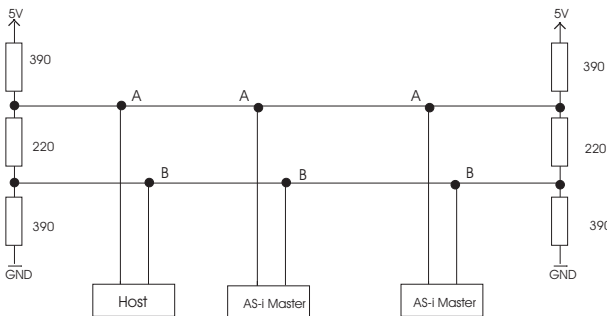 5V 5V
390 390
A A A
220 220
B B B
390 390
GND GND
Host AS-i Master AS-i Master